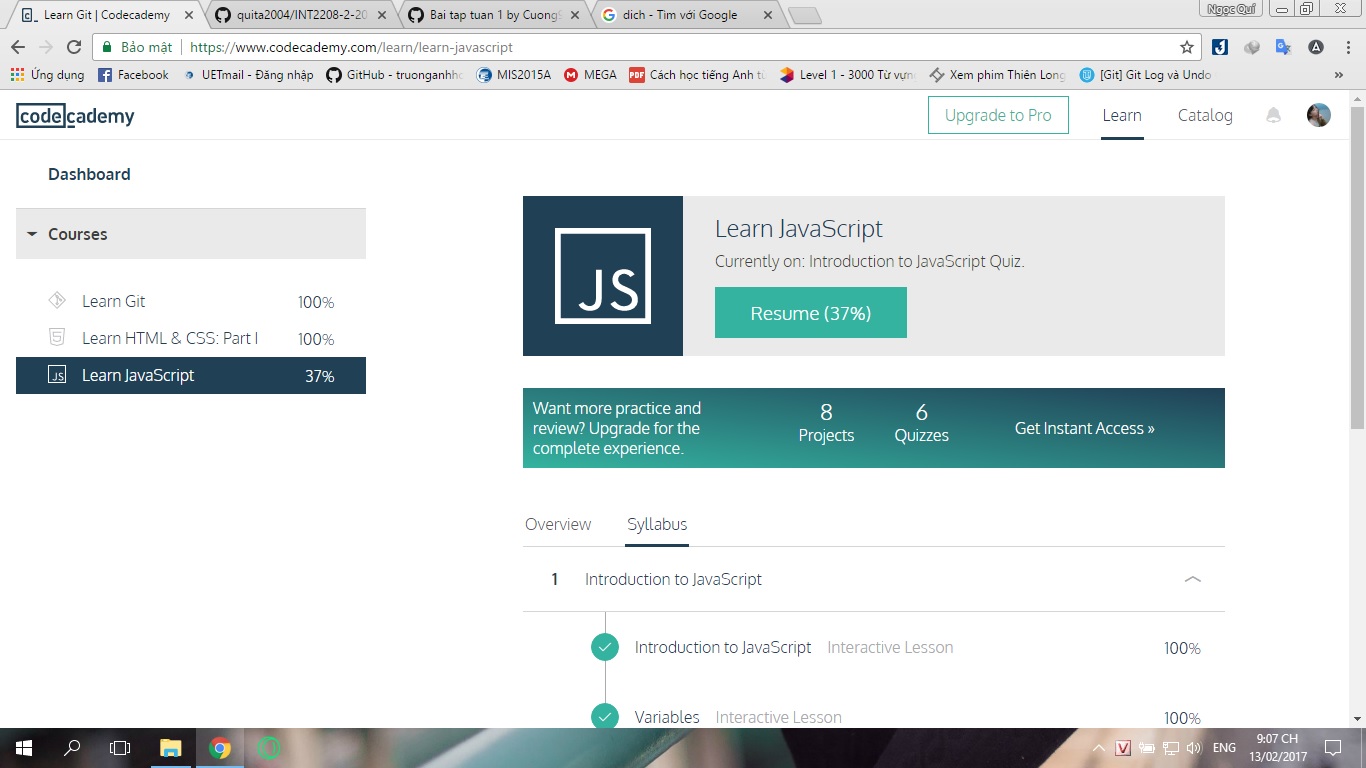 Learn Git | Codecademy
quita2004/INT2208-2-20
Bai tap tuan 1 by CuongS
dich - Tìm với Google
Ngọc Quí
Bảo mật
https://www.codecademy.com/learn/learn-javascript
Ứng dụng
Facebook
UETmail - Đăng nhập
GitHub - truonganhho
MIS2015A
MEGA
Cách học tiếng Anh từ
Level 1 - 3000 Từ vựng
Xem phim Thiên Long
[Git] Git Log và Undo
»
codecademy
Upgrade to Pro
Learn
Catalog
Dashboard
Courses
Learn Git 100%
Learn HTML & CSS: Part I 100%
JS Learn JavaScript 37%
JS
Learn JavaScript
Currently on: Introduction to JavaScript Quiz.
Resume (37%)
Want more practice and
review? Upgrade for the
complete experience.
8
Projects
6
Quizzes
Get Instant Access »
Overview
Syllabus
1 Introduction to JavaScript
Introduction to JavaScript Interactive Lesson 100%
Variables Interactive Lesson 100%
ENG
9:07 CH
13/02/2017